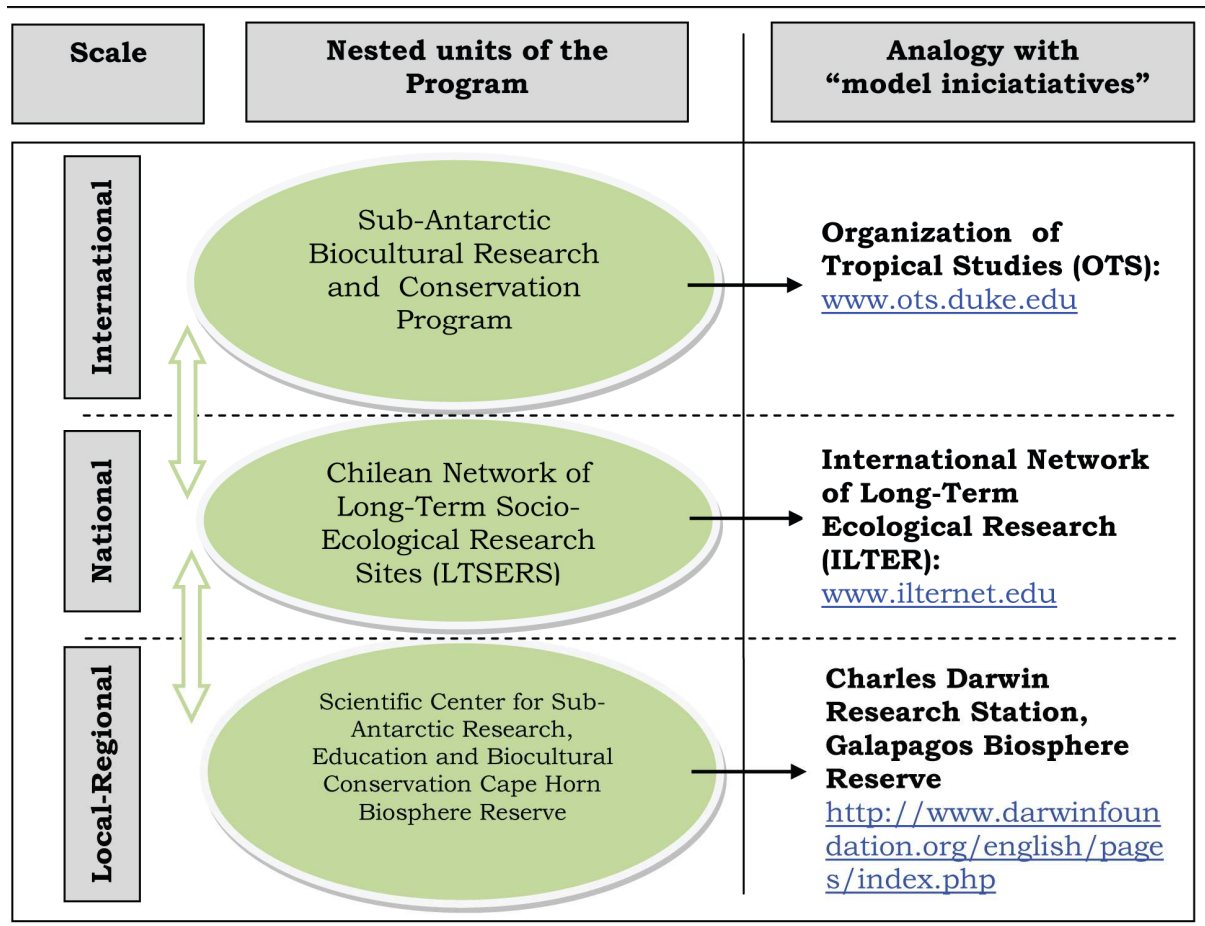 Scale
Nested units of the
Program
Analogy with
“model iniciatiatives”
International
Sub-Antarctic
Biocultural Research
and Conservation
Program
Organization of
Tropical Studies (OTS):
www.ots.duke.edu
National
Chilean Network of
Long-Term Socio-
Ecological Research
Sites (LTSERS)
International Network
of Long-Term
Ecological Research
(ILTER):
www.ilternet.edu
Local-Regional
Scientific Center for Sub-
Antarctic Research,
Education and Biocultural
Conservation Cape Horn
Biosphere Reserve
Charles Darwin
Research Station,
Galapagos Biosphere
Reserve
http://www.darwinfoun
dation.org/english/page
s/index.php